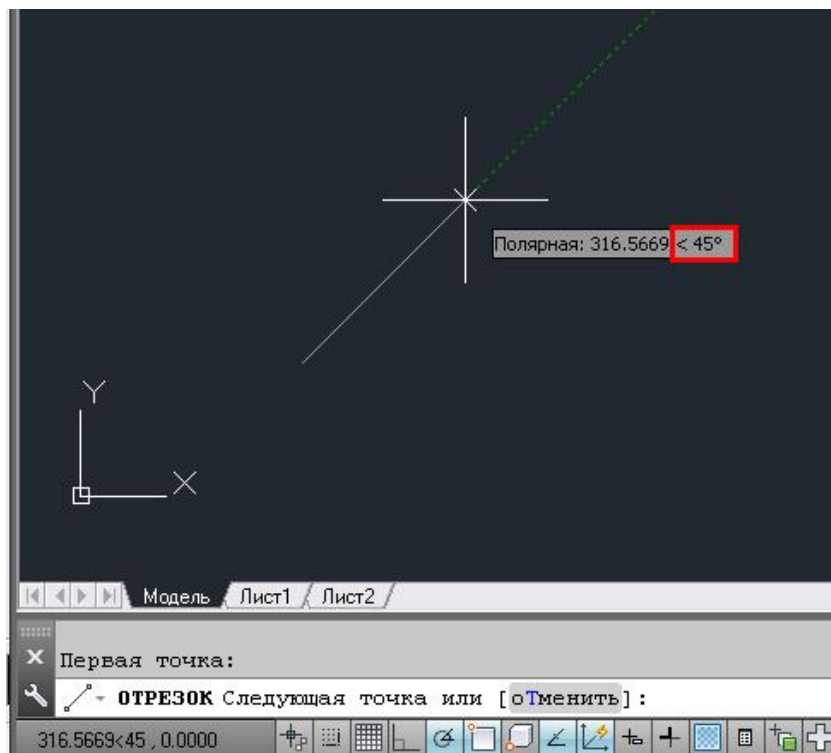 Полярная: 316.5669 < 45°
Y
X
Модель Лист1 Лист2
Первая точка:
ОТРЕЗОК Следующая точка или [оТменить]:
316.5669<45 , 0.0000